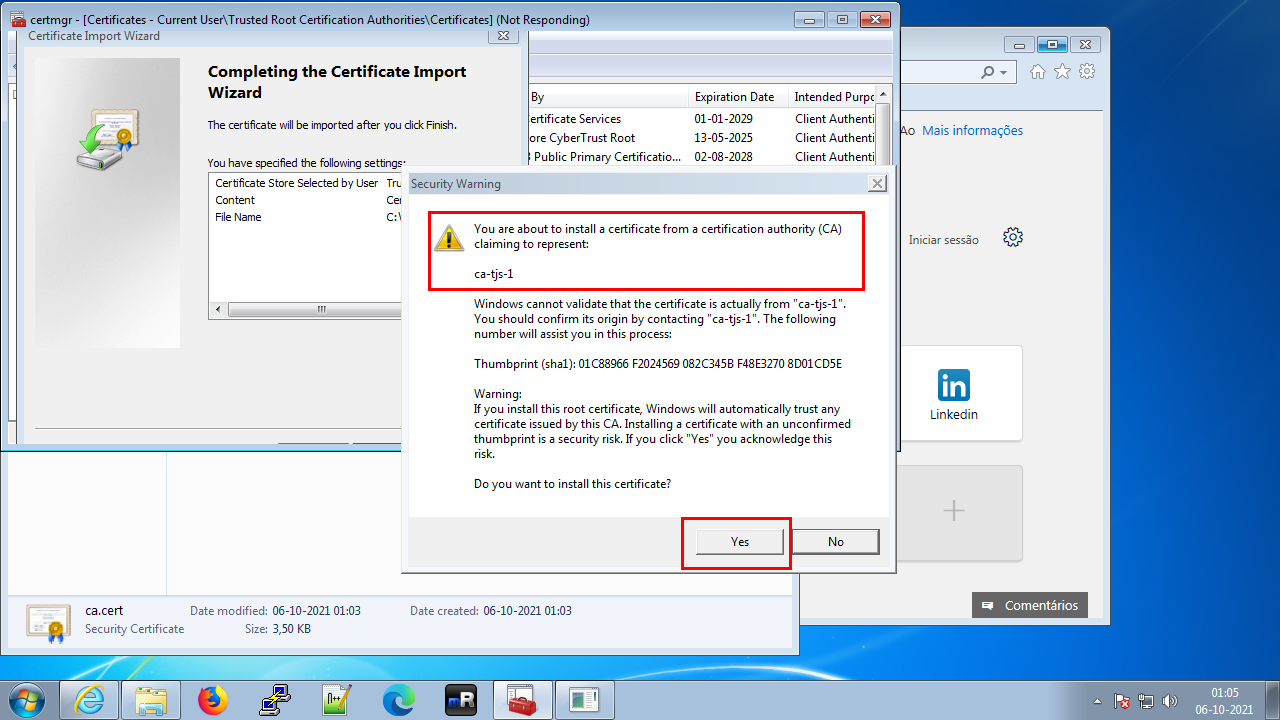 certmgr - [Certificates - Current User\Trusted Root Certification Authorities\Certificates] (Not Responding)
Certificate Import Wizard
Completing the Certificate Import
Wizard
The certificate will be imported after you click Finish.
You have specified the following settings:
Certificate Store Selected by User Tru
Content Cer
File Name C:\
By Expiration Date Intended Purpo
ertificate Services 01-01-2029 Client Authenti
ore CyberTrust Root 13-05-2025 Client Authenti
Public Primary Certificatio... 02-08-2028 Client Authenti
Security Warning
You are about to install a certificate from a certification authority (CA)
claiming to represent:
ca-tjs-1
Windows cannot validate that the certificate is actually from "ca-tjs-1".
You should confirm its origin by contacting "ca-tjs-1". The following
number will assist you in this process:
Thumbprint (sha1): 01C88966 F2024569 082C345B F48E3270 8D01CD5E
Warning:
If you install this root certificate, Windows will automatically trust any
certificate issued by this CA. Installing a certificate with an unconfirmed
thumbprint is a security risk. If you click "Yes" you acknowledge this
risk.
Do you want to install this certificate?
Yes No
Ao Mais informações
Iniciar sessão
in
Linkedin
Comentários
ca.cert Date modified: 06-10-2021 01:03 Date created: 06-10-2021 01:03
Security Certificate Size: 3,50 KB
mR
01:05
06-10-2021